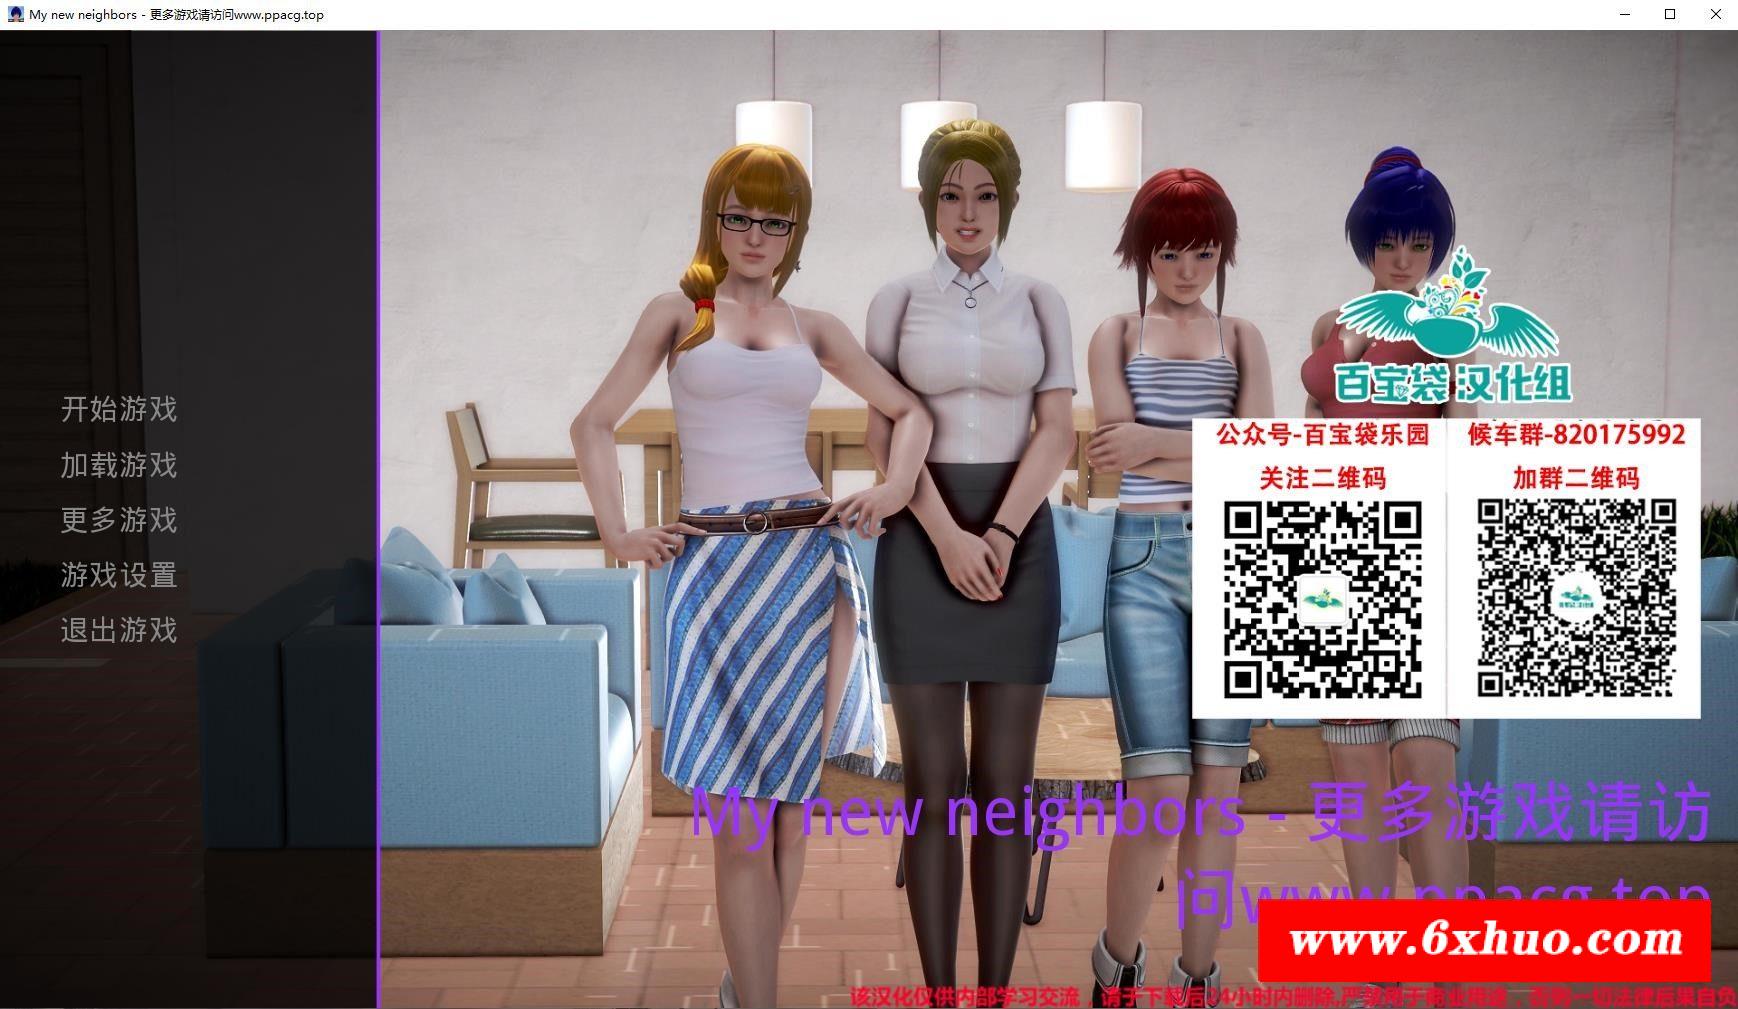 My new neighbors - 更多游戏请访问www.ppacg.top
开始游戏
加载游戏
更多游戏
游戏设置
退出游戏
百宝袋汉化组
公众号-百宝袋乐园
候车群-820175992
关注二维码
加群二维码
My new neighbors - 更多游戏请访
问www.ppacg.top
www.6xhuo.com
该汉化仅供内部学习交流，请于下载后24小时内删除,严禁用于商业用途，否则一切法律后果自负